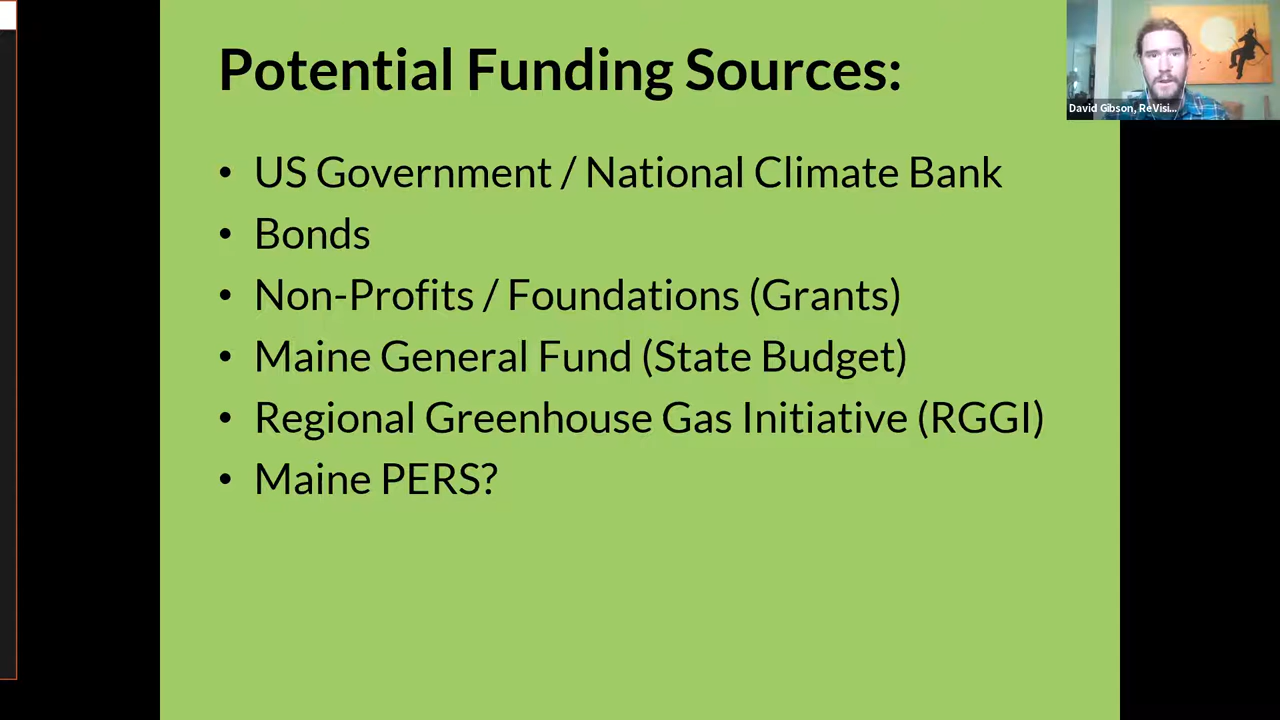 Potential Funding Sources:
• US Government / National Climate Bank
• Bonds
• Non-Profits / Foundations (Grants)
• Maine General Fund (State Budget)
• Regional Greenhouse Gas Initiative (RGGI)
• Maine PERS?
David Gibson, ReVisi...